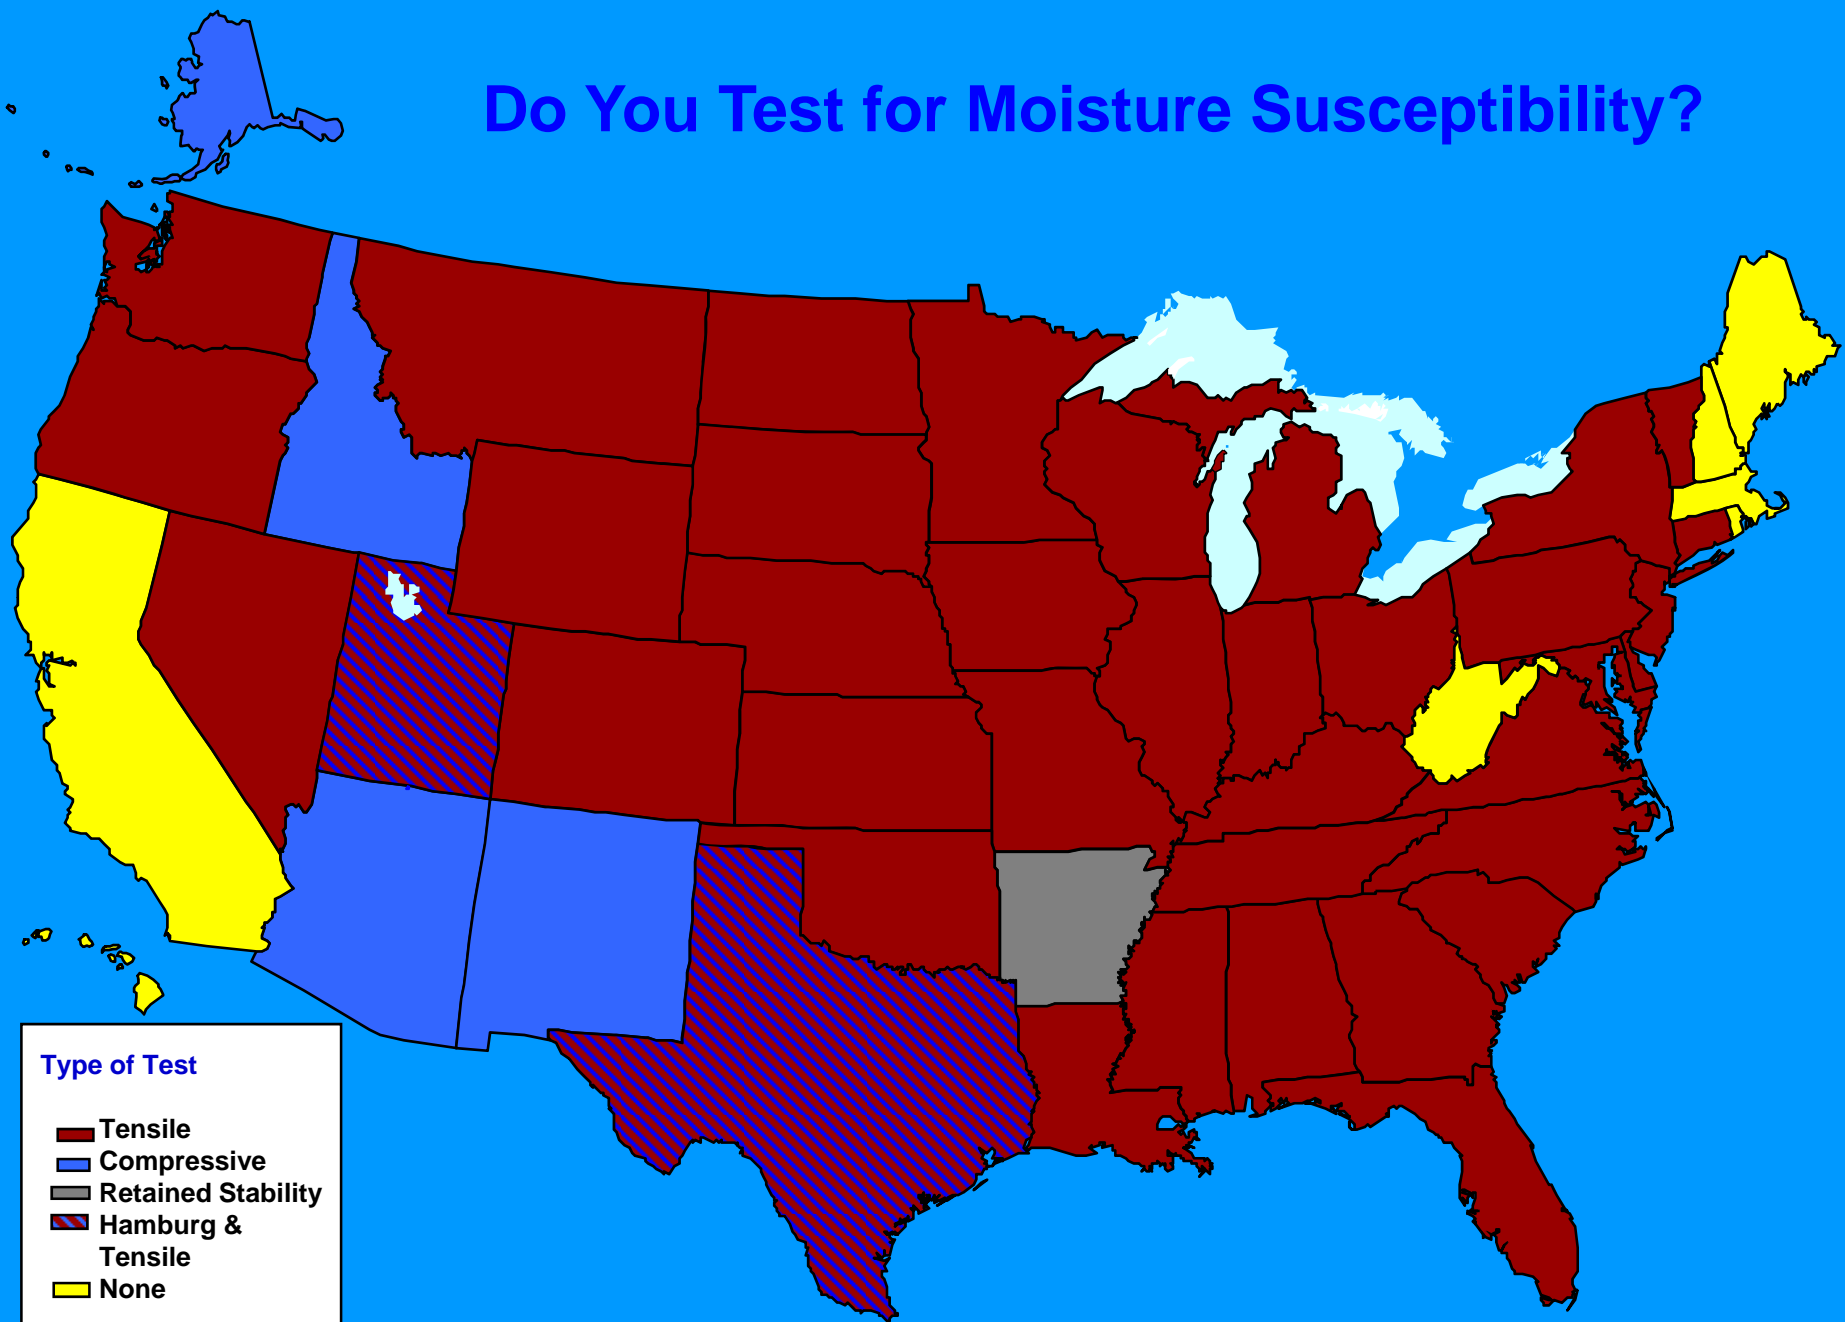 Do You Test for Moisture Susceptibility?
Type of Test
Tensile
Compressive
Retained Stability
Hamburg &
Tensile
None